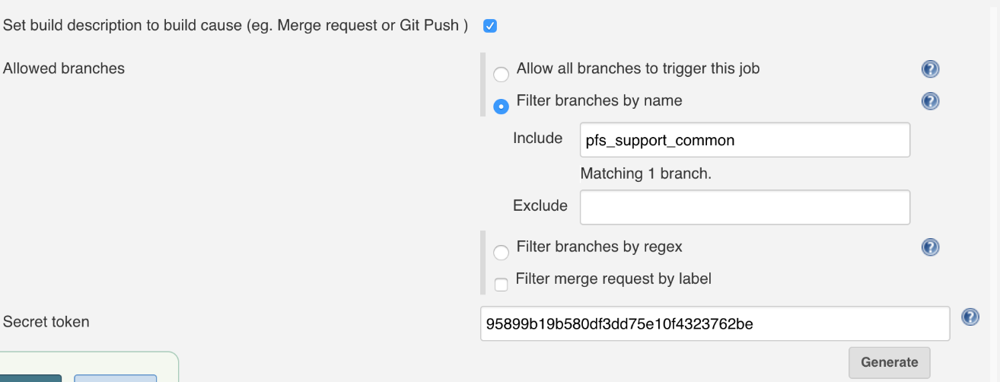 Set build description to build cause (eg. Merge request or Git Push )
Allowed branches
Allow all branches to trigger this job
Filter branches by name
Include
pfs_support_common
Matching 1 branch.
Exclude
Filter branches by regex
Filter merge request by label
Secret token
95899b19b580df3dd75e10f4323762be
Generate